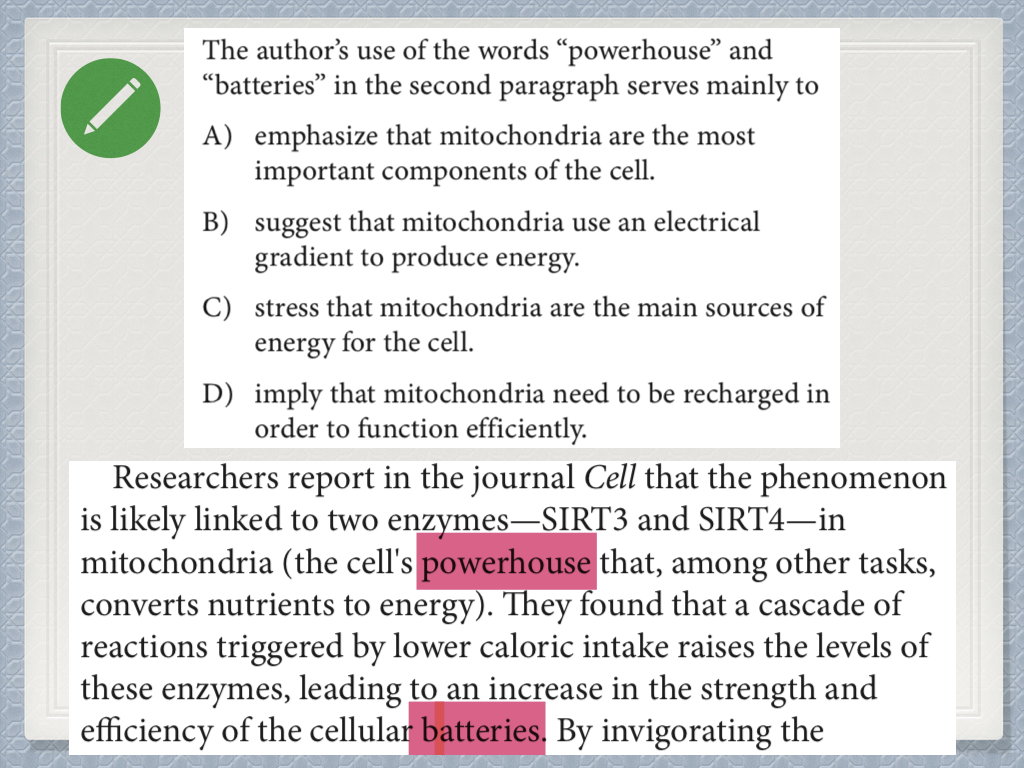 The author’s use of the words “powerhouse” and
“batteries” in the second paragraph serves mainly to
A) emphasize that mitochondria are the most
important components of the cell.
B) suggest that mitochondria use an electrical
gradient to produce energy.
C) stress that mitochondria are the main sources of
energy for the cell.
D) imply that mitochondria need to be recharged in
order to function efficiently.
Researchers report in the journal Cell that the phenomenon
is likely linked to two enzymes—SIRT3 and SIRT4—in
mitochondria (the cell's powerhouse that, among other tasks,
converts nutrients to energy). They found that a cascade of
reactions triggered by lower caloric intake raises the levels of
these enzymes, leading to an increase in the strength and
efficiency of the cellular batteries. By invigorating the